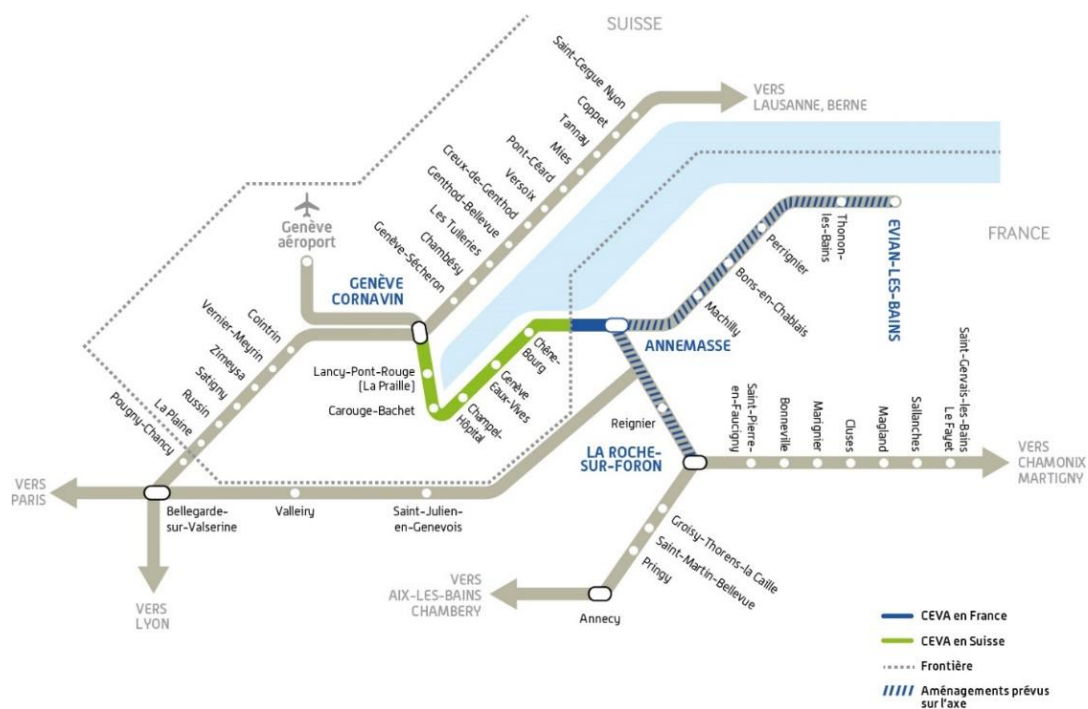 SUISSE
VERS
LAUSANNE, BERNE
Saint-Cergue Nyon
Coppet
Tannay
Mies
Pont-Céard
Versoix
Creux-de-Genthod
Genthod-Bellevue
Les Tuileries
Chambésy
Genève-Sécheron
Genève
aéroport
GENÈVE
CORNAVIN
Cointrin
Vernier-Meyrin
Zimeysa
Satigny
Russin
La Plaine
Pougny-Chancy
FRANCE
EVIAN-LES-BAINS
Thonon-
les-Bains
Perrignier
Bons-en-Chablais
Machilly
ANNEMASSE
Chêne-
Bourg
Genève
Eaux-Vives
Champel-
Hôpital
Lancy-Pont-Rouge
(La Praille)
Carouge-Bachet
Reignier
LA ROCHE-
SUR-FORON
Saint-Pierre-
en-Faucigny
Bonneville
Marignier
Cluses
Magland
Sallanches
Saint-Gervais-les-Bains
Le Fayet
VERS
CHAMONIX
MARTIGNY
VERS
PARIS
Bellegarde-
sur-Valserine
Valleiry
Saint-Julien-
en-Genevois
VERS
LYON
Groisy-Thorens-la Caille
Saint-Martin-Bellevue
Pringy
VERS
AIX-LES-BAINS
CHAMBERY
Annecy
CEVA en France
CEVA en Suisse
Frontière
Aménagements prévus
sur l'axe